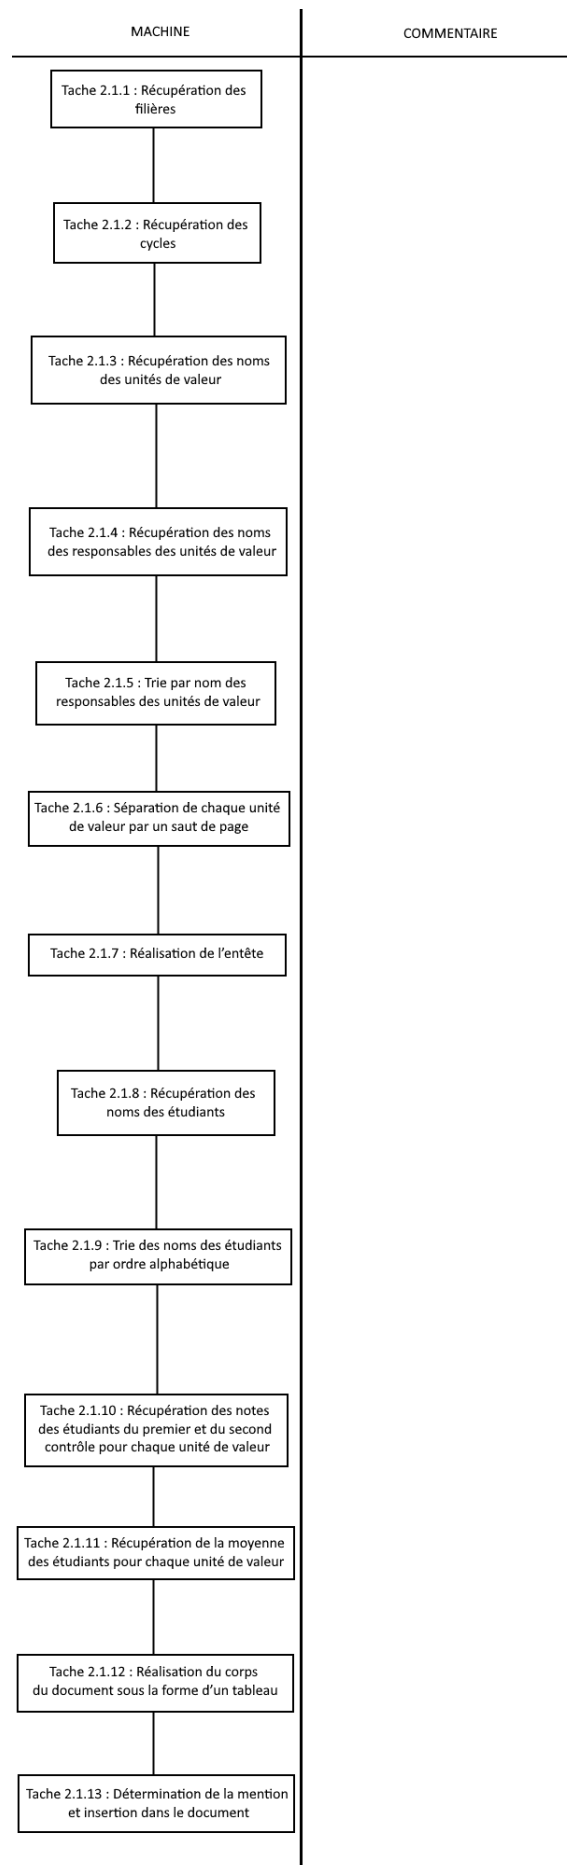 MACHINE
COMMENTAIRE
Tache 2.1.1 : Récupération des
filières
Tache 2.1.2 : Récupération des
cycles
Tache 2.1.3 : Récupération des noms
des unités de valeur
Tache 2.1.4 : Récupération des noms
des responsables des unités de valeur
Tache 2.1.5 : Trie par nom des
responsables des unités de valeur
Tache 2.1.6 : Séparation de chaque unité
de valeur par un saut de page
Tache 2.1.7 : Réalisation de l'entête
Tache 2.1.8 : Récupération des
noms des étudiants
Tache 2.1.9 : Trie des noms des étudiants
par ordre alphabétique
Tache 2.1.10 : Récupération des notes
des étudiants du premier et du second
contrôle pour chaque unité de valeur
Tache 2.1.11 : Récupération de la moyenne
des étudiants pour chaque unité de valeur
Tache 2.1.12 : Réalisation du corps
du document sous la forme d'un tableau
Tache 2.1.13 : Détermination de la mention
et insertion dans le document